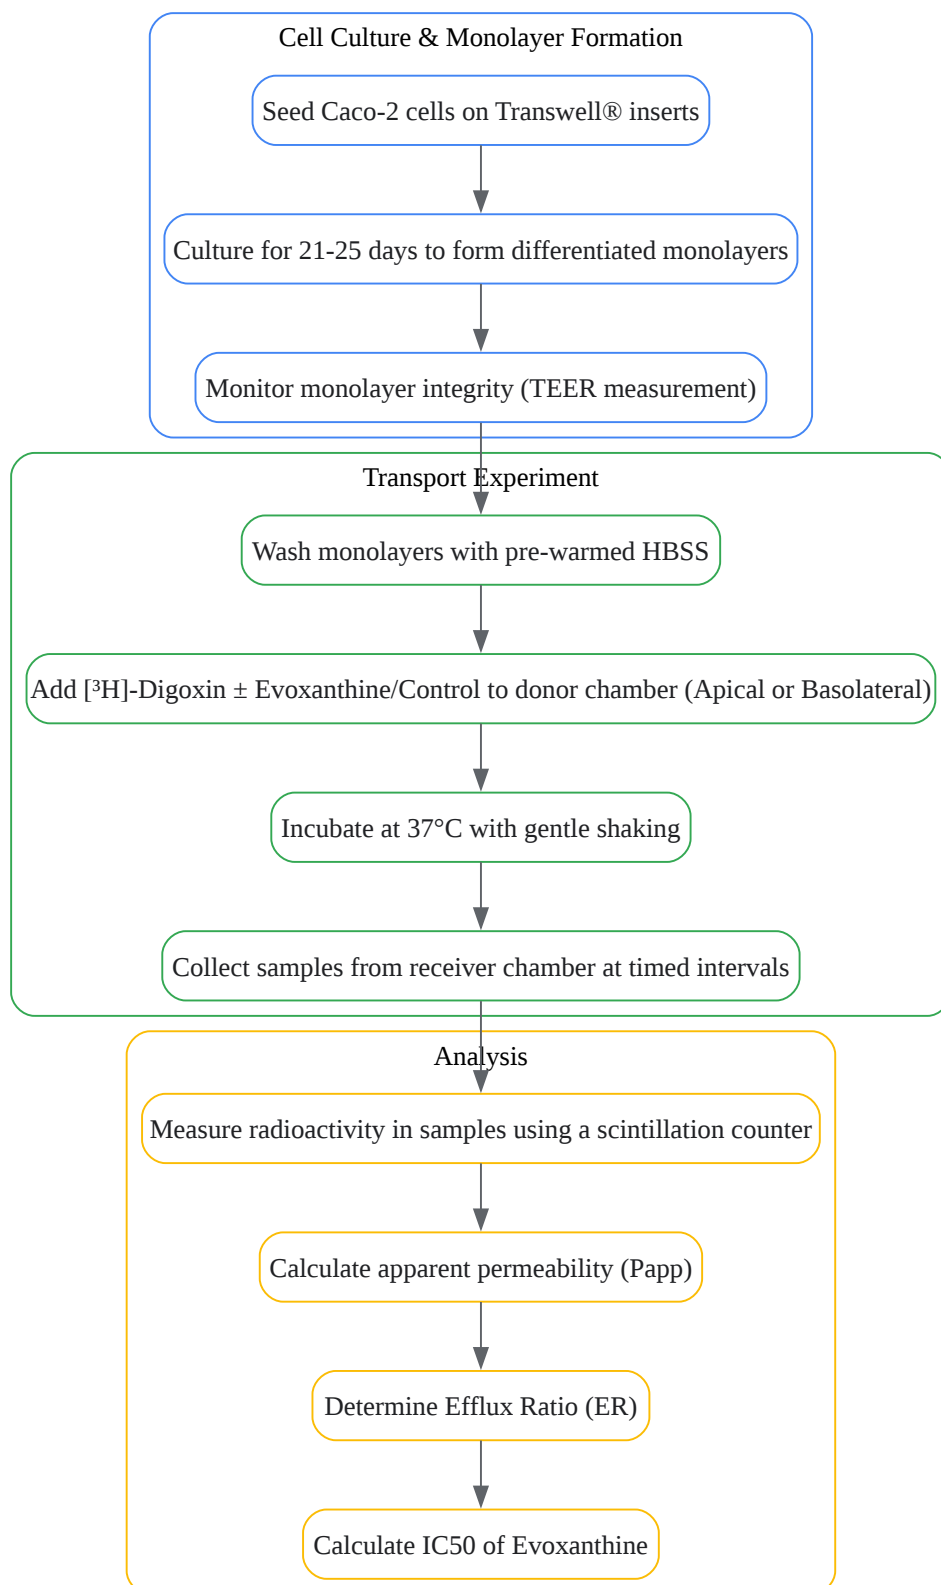 Cell Culture & Monolayer Formation
Seed Caco-2 cells on Transwell® inserts
Culture for 21-25 days to form differentiated monolayers
Monitor monolayer integrity (TEER measurement)
Transport Experiment
Wash monolayers with pre-warmed HBSS
Add [³H]-Digoxin ± Evoxanthine/Control to donor chamber (Apical or Basolateral)
Incubate at 37°C with gentle shaking
Collect samples from receiver chamber at timed intervals
Analysis
Measure radioactivity in samples using a scintillation counter
Calculate apparent permeability (Papp)
Determine Efflux Ratio (ER)
Calculate IC50 of Evoxanthine